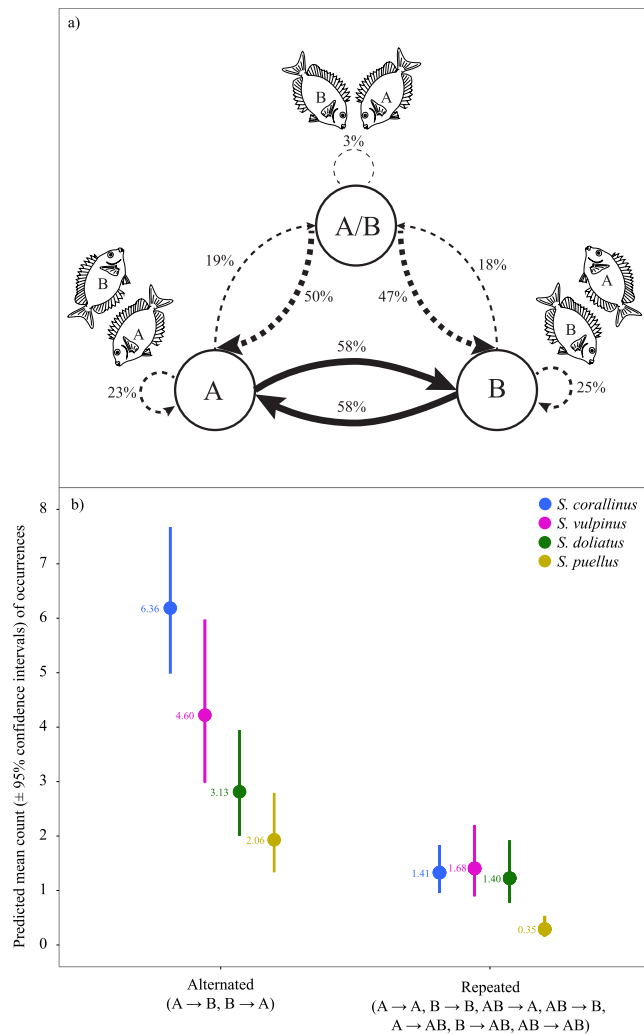 a)
B A
3%
A/B
19% 18%
B A
50% 47%
A B
58%
23% A B 25%
58%
b)
Predicted mean count (± 95% confidence intervals) of occurrences
8
7
6
5
4
3
2
1
0
S. corallinus
S. vulpinus
S. doliatus
S. puellus
6.36
4.60
3.13
2.06
1.41
1.68
1.40
0.35
Alternated
(A → B, B → A)
Repeated
(A → A, B → B, AB → A, AB → B,
A → AB, B → AB, AB → AB)